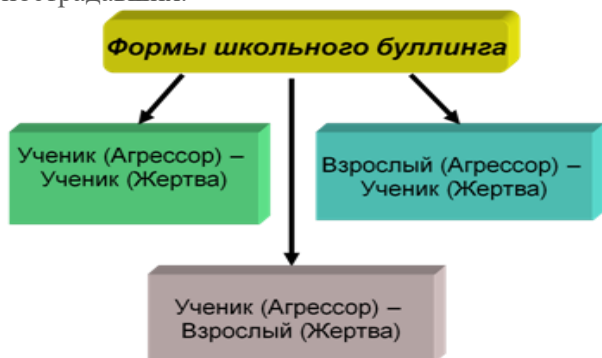 Формы школьного буллинга
Ученик (Агрессор) –
Ученик (Жертва)
Взрослый (Агрессор) –
Ученик (Жертва)
Ученик (Агрессор) –
Взрослый (Жертва)